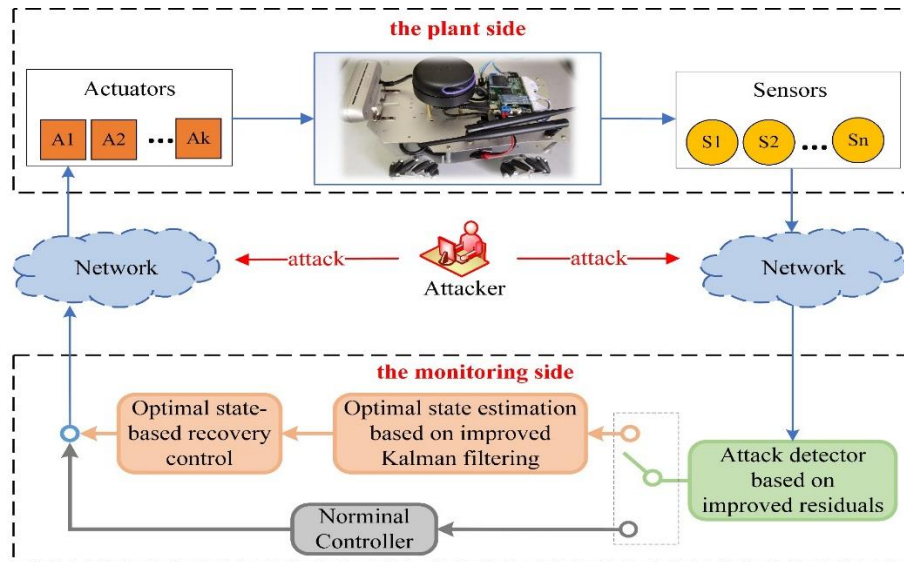 the plant side
Actuators
A1 A2 ... Ak
Sensors
S1 S2 ... Sn
Network
attack
Attacker
attack
Network
the monitoring side
Optimal state-
based recovery
control
Optimal state estimation
based on improved
Kalman filtering
Attack detector
based on
improved residuals
Norminal
Controller